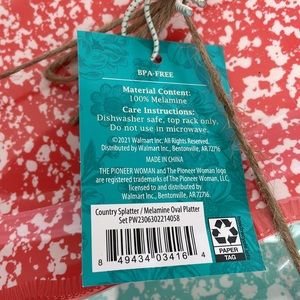 BPA-FREE
Material Content:
100% Melamine
Care Instructions:
Dishwasher safe, top rack only.
Do not use in microwave.
©2021 Walmart Inc. All Rights Reserved.
Distributed by Walmart Inc., Bentonville, AR 72716
MADE IN CHINA
THE PIONEER WOMAN and The Pioneer Woman logo
are registered trademarks of The Pioneer Woman, LLC,
licensed to and distributed by
Walmart Inc., Bentonville, AR 72716.
Country Splatter / Melamine Oval Platter
Set PW2306302214058
8 49434 03416 4
PAPER
TAG